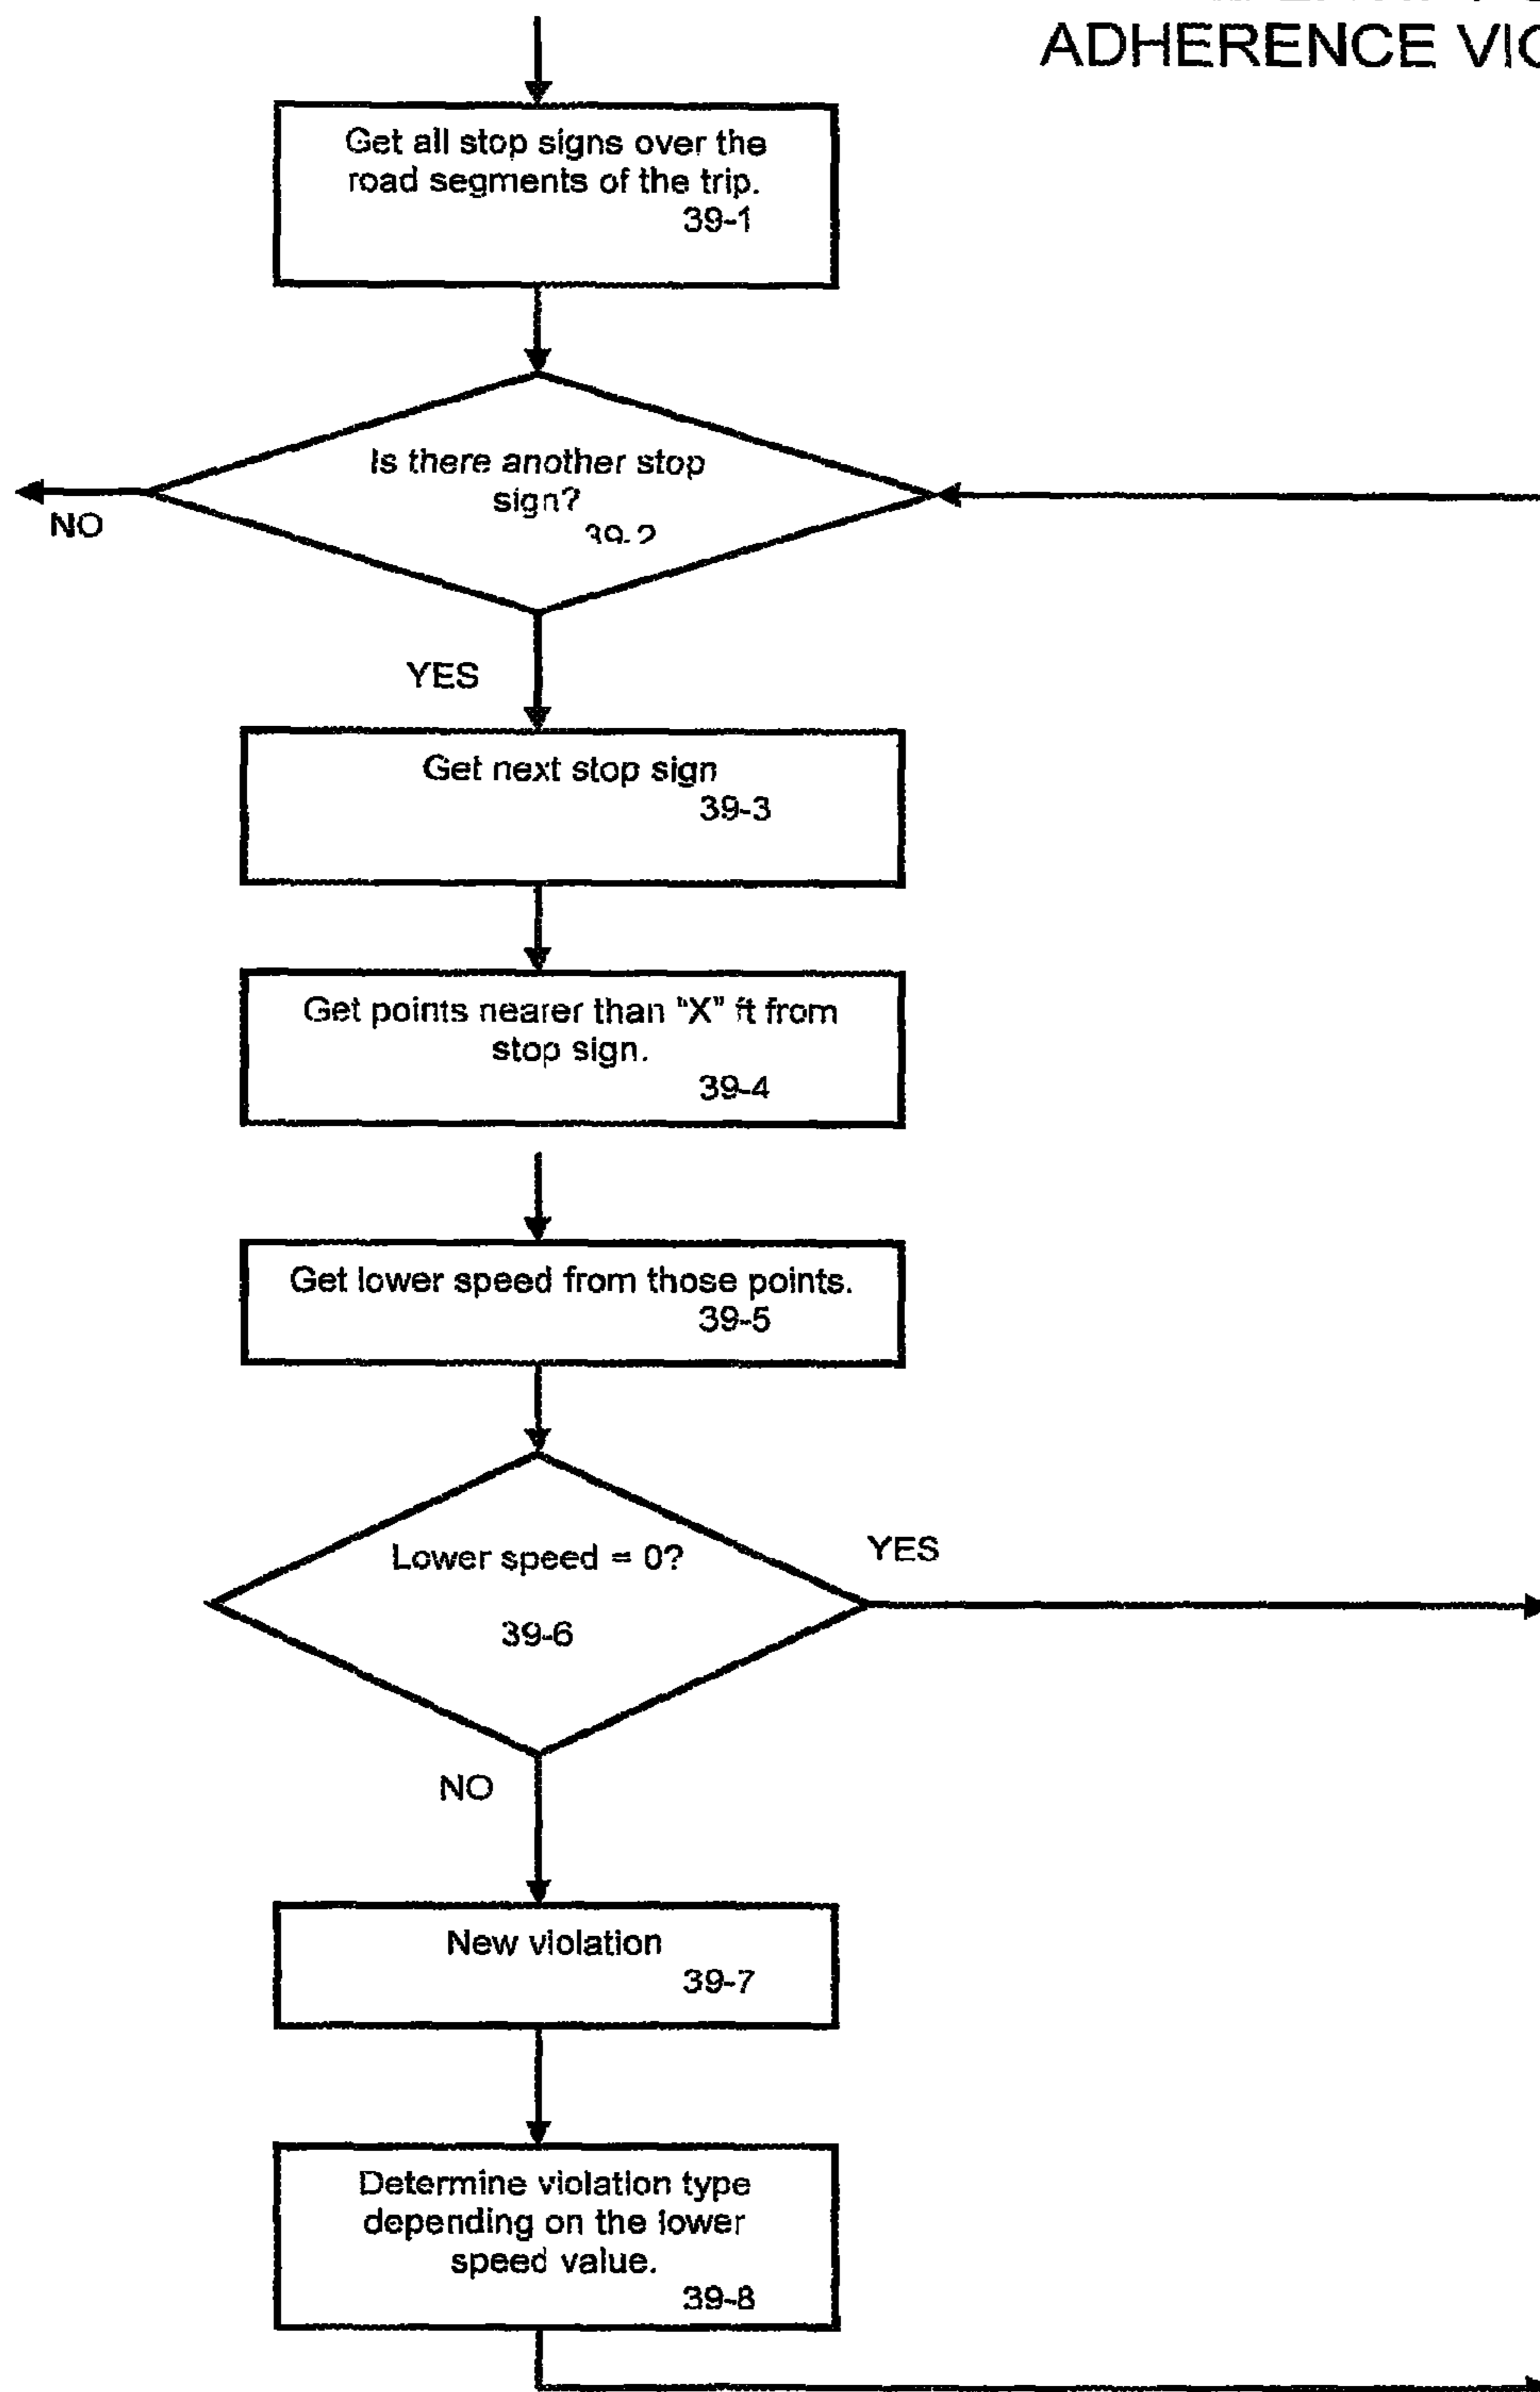 ADHERENCE
Get all stop signs over the
road segments of the trip.
39-1
Is there another stop
sign?
39-2
NO
YES
Get next stop sign
39-3
Get points nearer than "X" ft from
stop sign.
39-4
Get lower speed from those points.
39-5
Lower speed = 0?
YES
39-6
NO
New violation
39-7
Determine violation type
depending on the lower
speed value.
39-8